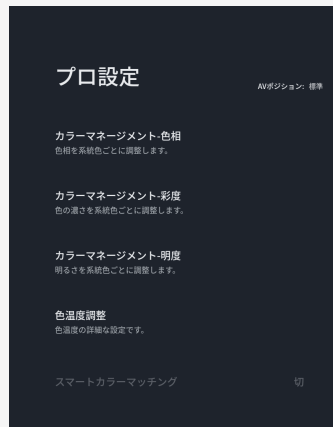 プロ設定
AVポジション: 標準
カラーマネージメント-色相
色相を系統色ごとに調整します。
カラーマネージメント-彩度
色の濃さを系統色ごとに調整します。
カラーマネージメント-明度
明るさを系統色ごとに調整します。
色温度調整
色温度の詳細な設定です。
スマートカラーマッチング 切